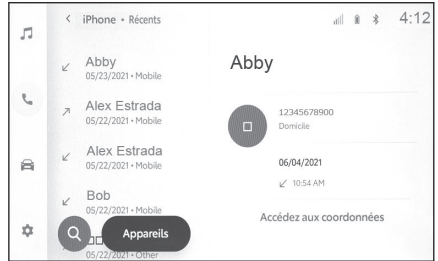 iPhone • Récents
4:12
Abby
05/23/2021 • Mobile
Alex Estrada
05/22/2021 • Mobile
Alex Estrada
05/22/2021 • Mobile
Bob
05/22/2021 • Mobile
05/22/2021 • Other
Appareils
Abby
12345678900
Domicile
06/04/2021
10:54 AM
Accédez aux coordonnées